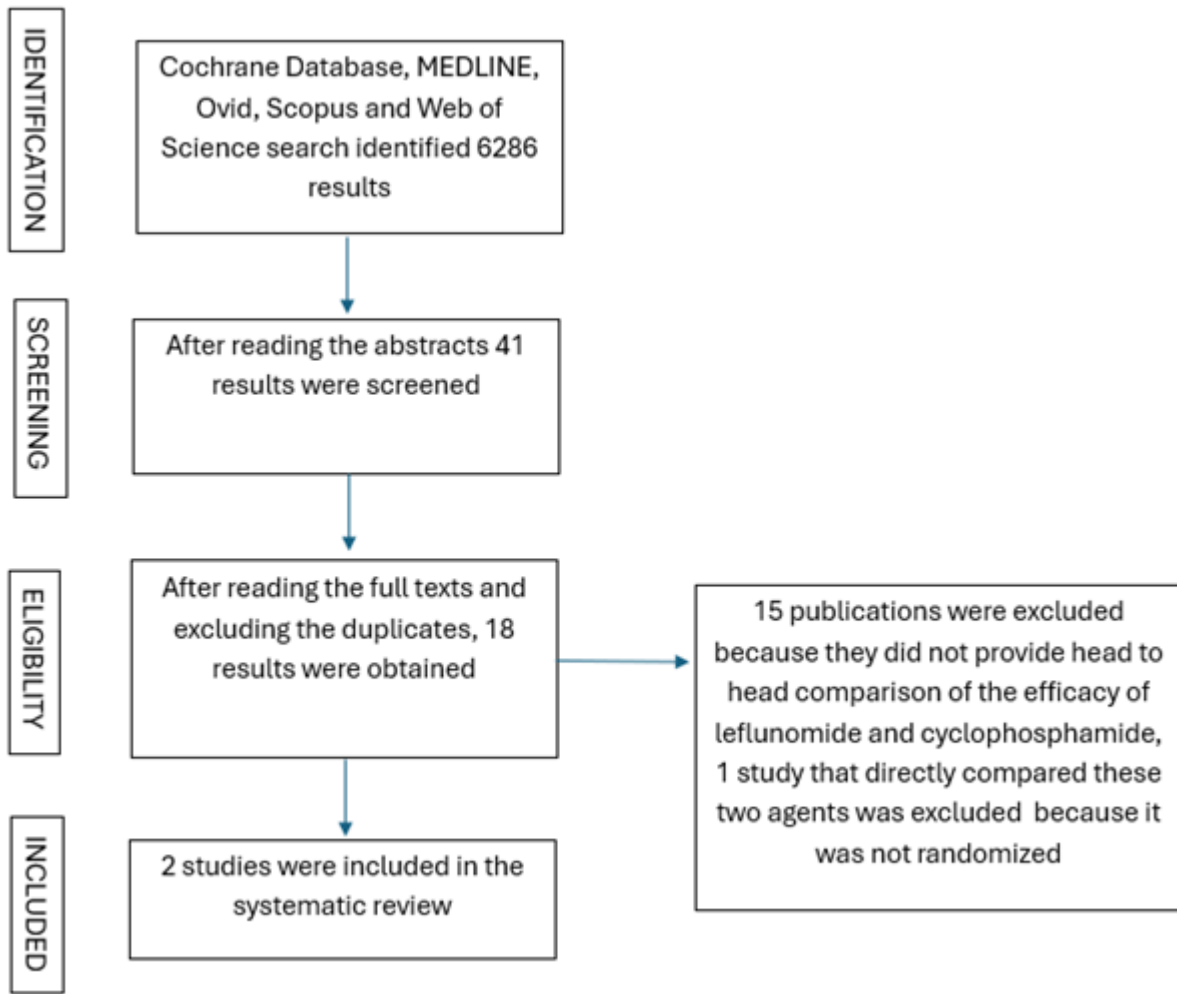 IDENTIFICATION
Cochrane Database, MEDLINE,
Ovid, Scopus and Web of
Science search identified 6286
results
SCREENING
After reading the abstracts 41
results were screened
ELIGIBILITY
After reading the full texts and
excluding the duplicates, 18
results were obtained
15 publications were excluded
because they did not provide head to
head comparison of the efficacy of
leflunomide and cyclophosphamide,
1 study that directly compared these
two agents was excluded because it
was not randomized
INCLUDED
2 studies were included in the
systematic review